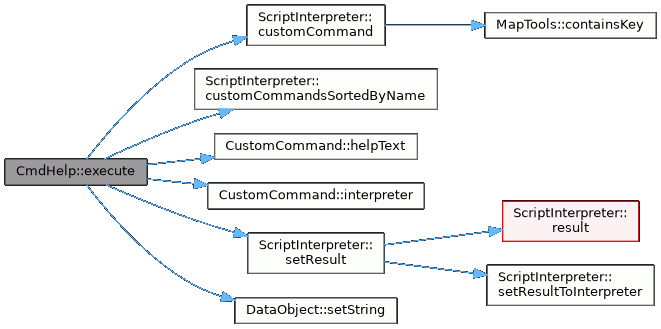 ScriptInterpreter::
customCommand
MapTools::containsKey
ScriptInterpreter::
customCommandsSortedByName
CustomCommand::helpText
CmdHelp::execute
CustomCommand::interpreter
ScriptInterpreter::
result
ScriptInterpreter::
setResult
ScriptInterpreter::
setResultToInterpreter
DataObject::setString